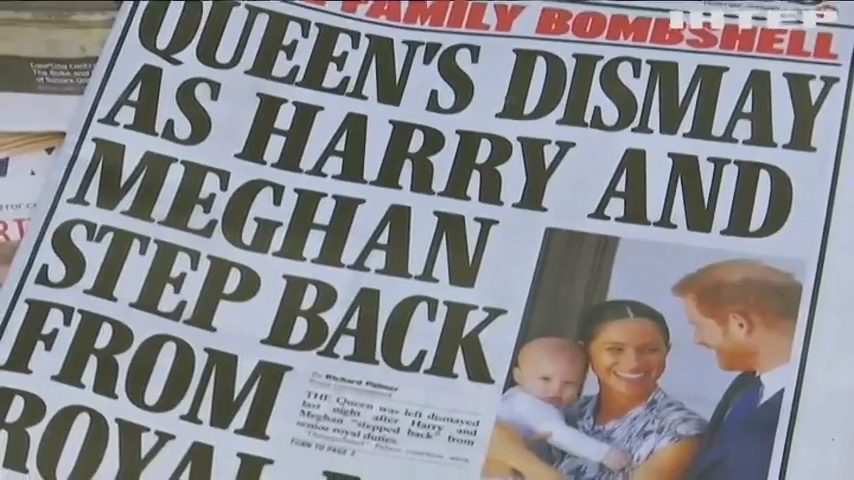 ІНТЕР
FAMILY BOMBSHELL
QUEEN'S DISMAY
AS HARRY AND
MEGHAN
STEP BACK
FROM
ROYAL
By Richard Palmer
THE Queen was left dismayed
last night after Harry and
Meghan "stepped back" from
senior royal duties.
TURN TO PAGE 2